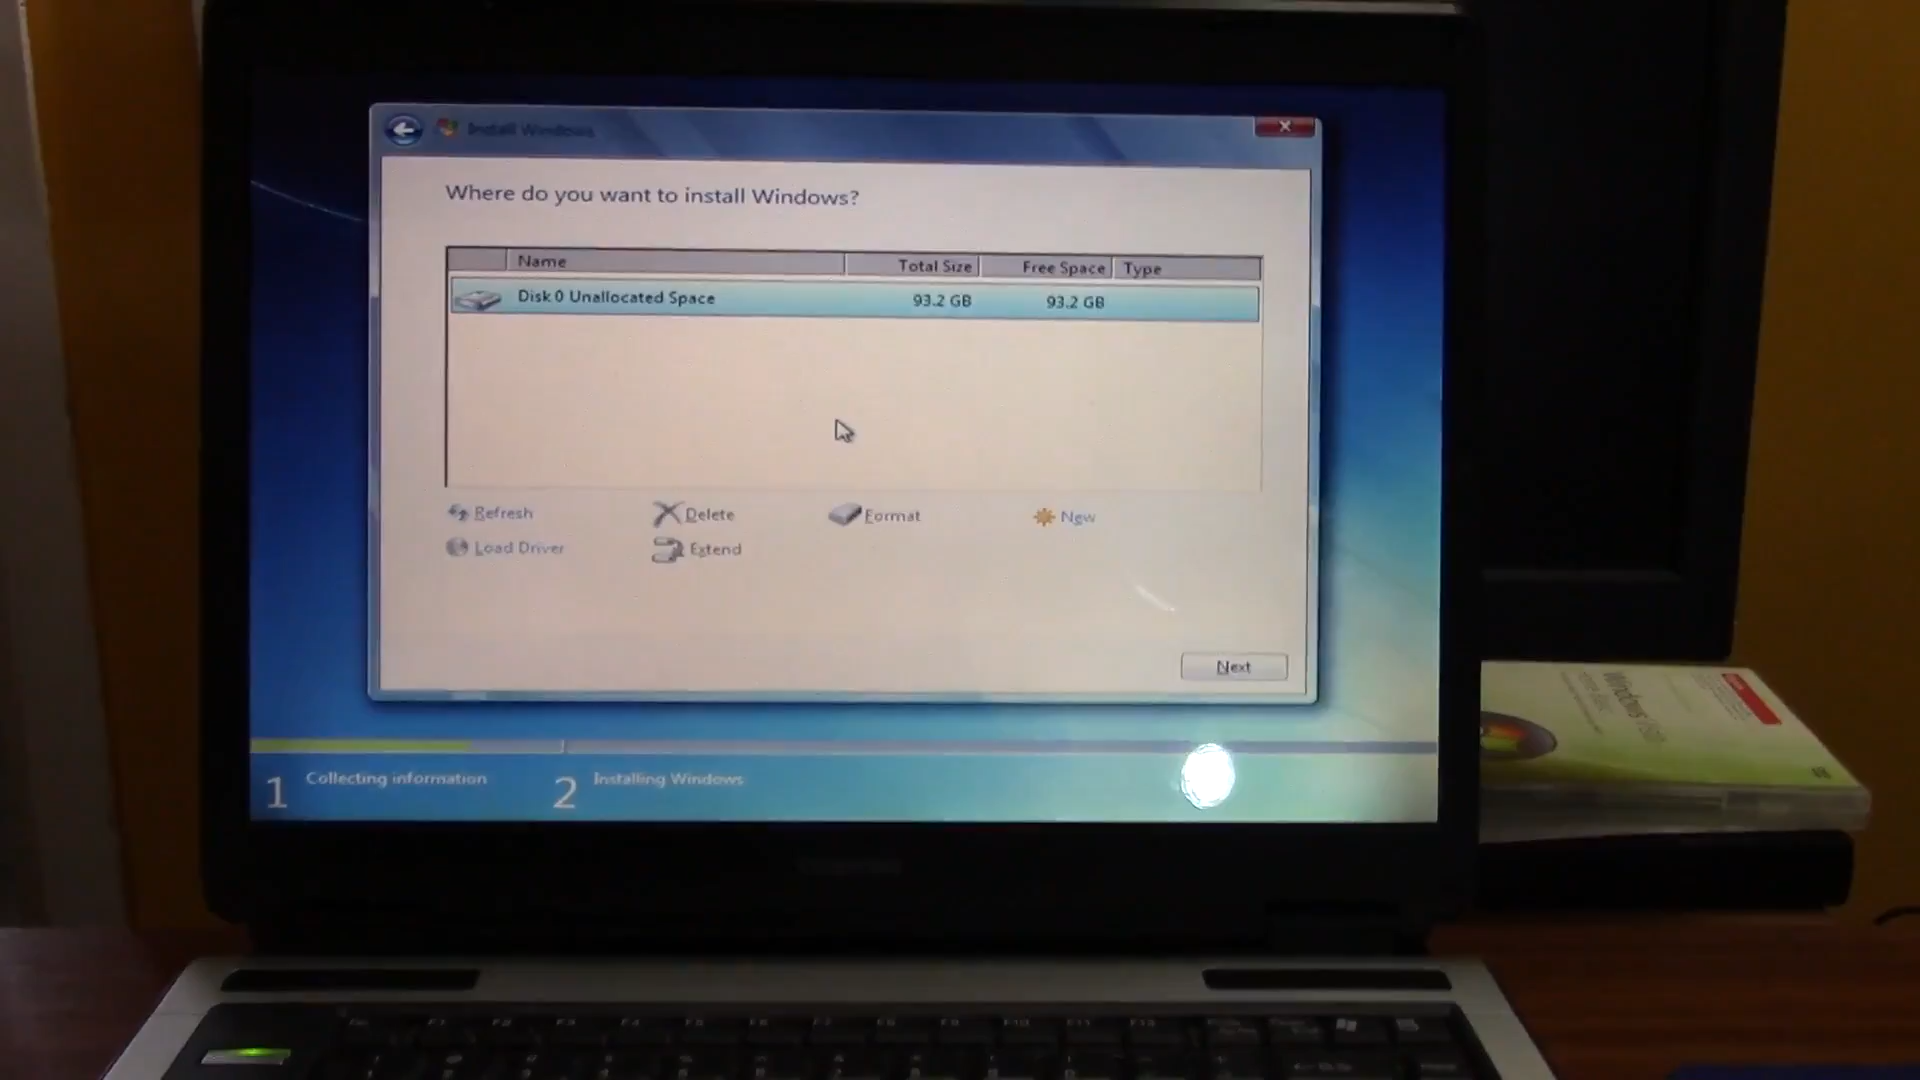 Install Windows
Where do you want to install Windows?
Name Total Size Free Space Type
Disk 0 Unallocated Space 93.2 GB 93.2 GB
Refresh Delete Format New
Load Driver Extend
Next
1 Collecting information 2 Installing Windows
Windows Vista